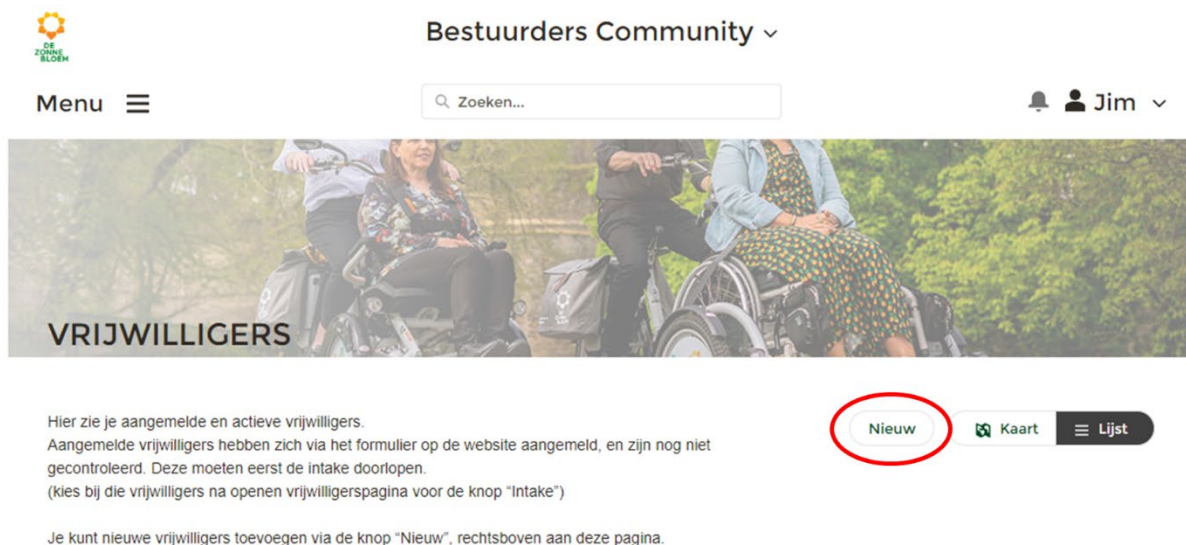 DE
ZONNE
BLOEM
Bestuurders Community
Menu
Zoeken...
Jim
VRIJWILLIGERS
Hier zie je aangemelde en actieve vrijwilligers.
Aangemelde vrijwilligers hebben zich via het formulier op de website aangemeld, en zijn nog niet
gecontroleerd. Deze moeten eerst de intake doorlopen.
(kies bij die vrijwilligers na openen vrijwilligerspagina voor de knop “Intake”)
Nieuw
Kaart
Lijst
Je kunt nieuwe vrijwilligers toevoegen via de knop “Nieuw”, rechtsboven aan deze pagina.